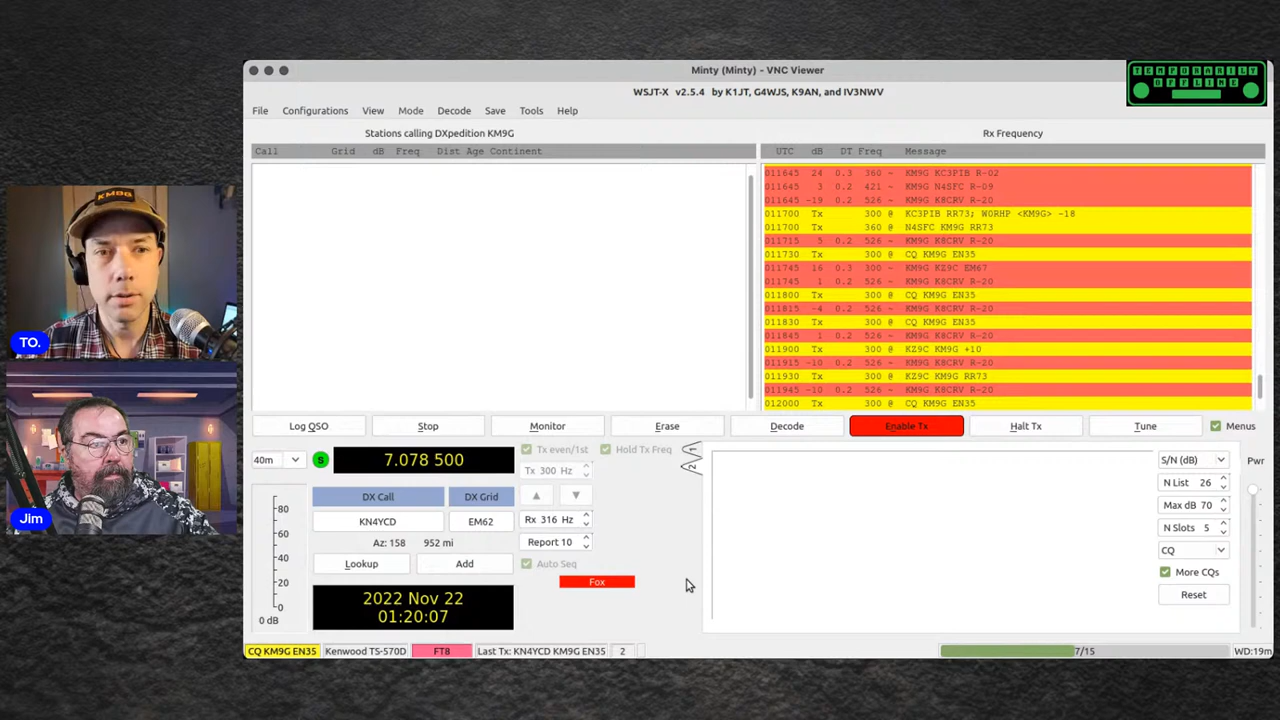 Minty (Minty) - VNC Viewer
TEMPORARILY
OFFLINE
WSJT-X v2.5.4 by K1JT, G4WJS, K9AN, and IV3NWV
File Configurations View Mode Decode Save Tools Help
Stations calling DXpedition KM9G
Rx Frequency
Call Grid dB Freq Dist Age Continent
UTC dB DT Freq Message
011645 24 0.3 360 ~ KM9G KC3PIB R-02
011645 3 0.2 421 ~ KM9G N4SFC R-09
011645 -19 0.2 526 ~ KM9G K8CRV R-20
011700 Tx 300 @ KC3PIB RR73; W0RHP <KM9G> -18
011700 Tx 360 @ N4SFC KM9G RR73
011715 5 0.2 526 ~ KM9G K8CRV R-20
011730 Tx 300 @ CQ KM9G EN35
011745 16 0.3 300 ~ KM9G KZ9C EM67
011745 1 0.2 526 ~ KM9G K8CRV R-20
011800 Tx 300 @ CQ KM9G EN35
011815 -4 0.2 526 ~ KM9G K8CRV R-20
011830 Tx 300 @ CQ KM9G EN35
011845 1 0.2 526 ~ KM9G K8CRV R-20
011900 Tx 300 @ KZ9C KM9G +10
011915 -10 0.2 526 ~ KM9G K8CRV R-20
011930 Tx 300 @ KZ9C KM9G RR73
011945 -10 0.2 526 ~ KM9G K8CRV R-20
012000 Tx 300 @ CQ KM9G EN35
KM9G
TO.
Jim
Log QSO Stop Monitor Erase Decode Enable Tx Halt Tx Tune Menus
40m S 7.078 500
Tx even/1st Hold Tx Freq
Tx 300 Hz
1
2
S/N (dB) Pwr
N List 26
Max dB 70
N Slots 5
CQ
More CQs
Reset
DX Call DX Grid
KN4YCD EM62
Rx 316 Hz
Az: 158 952 mi
Report 10
Lookup Add
Auto Seq
Fox
80
60
40
20
0
0 dB
2022 Nov 22
01:20:07
CQ KM9G EN35 Kenwood TS-570D FT8 Last Tx: KN4YCD KM9G EN35 2 7/15 WD:19m